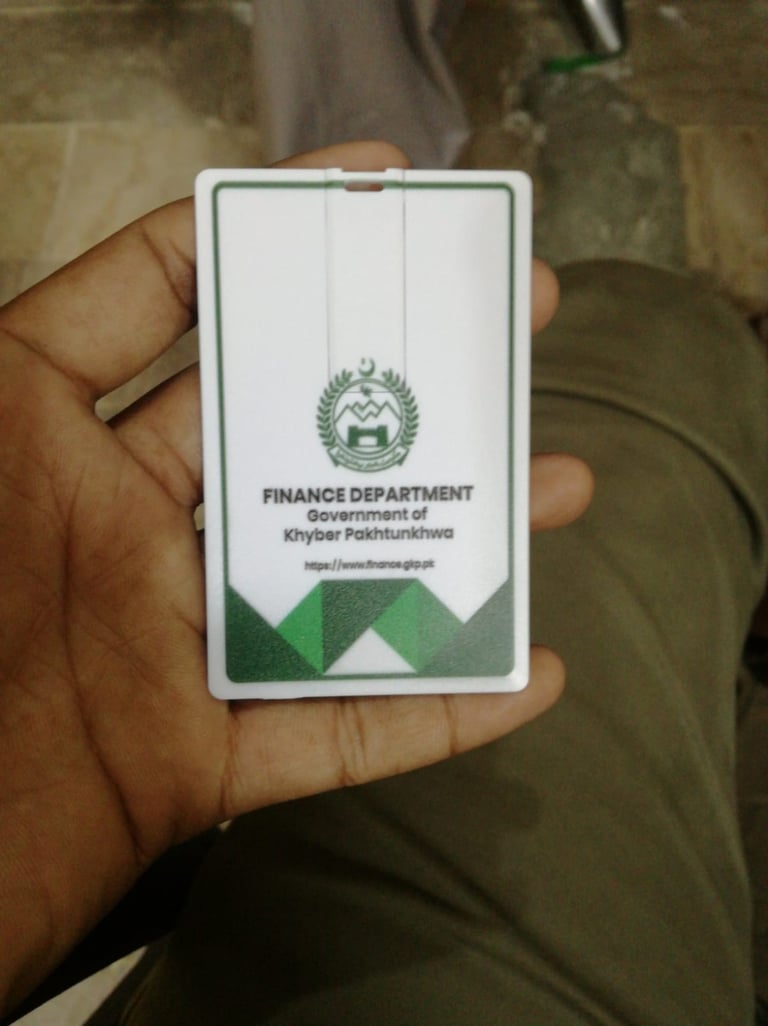 FINANCE DEPARTMENT
Government of
Khyber Pakhtunkhwa
https://www.finance.gkp.pk